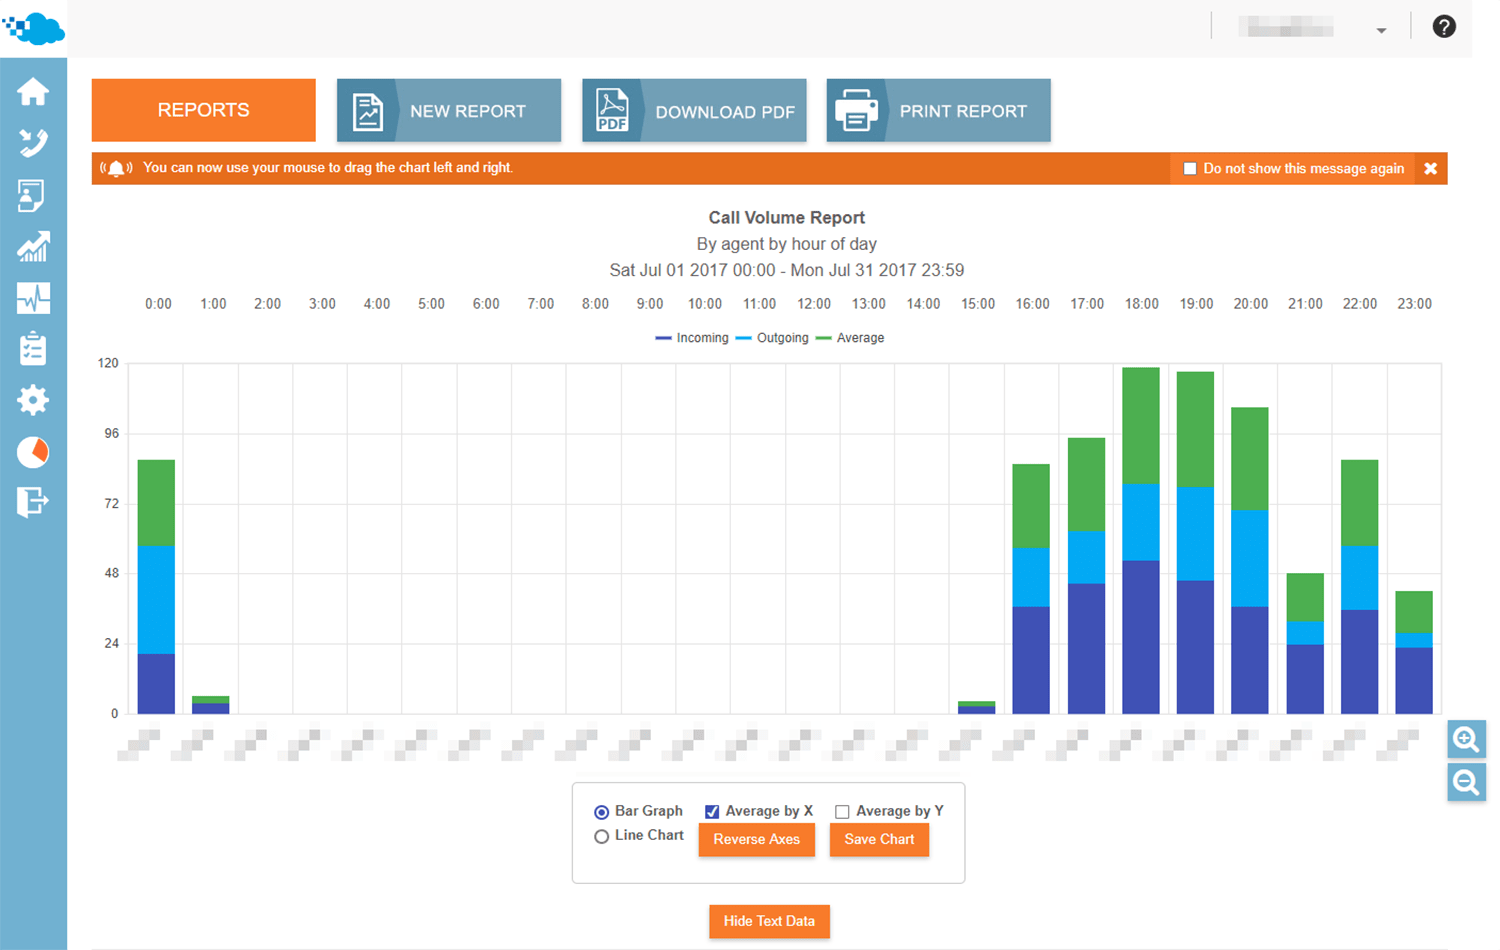 ?
REPORTS
NEW REPORT
PDF
DOWNLOAD PDF
PRINT REPORT
You can now use your mouse to drag the chart left and right.
Do not show this message again
Call Volume Report
By agent by hour of day
Sat Jul 01 2017 00:00 - Mon Jul 31 2017 23:59
0:00 1:00 2:00 3:00 4:00 5:00 6:00 7:00 8:00 9:00 10:00 11:00 12:00 13:00 14:00 15:00 16:00 17:00 18:00 19:00 20:00 21:00 22:00 23:00
Incoming Outgoing Average
120
96
72
48
24
0
Bar Graph Average by X Average by Y
Line Chart Reverse Axes Save Chart
Hide Text Data